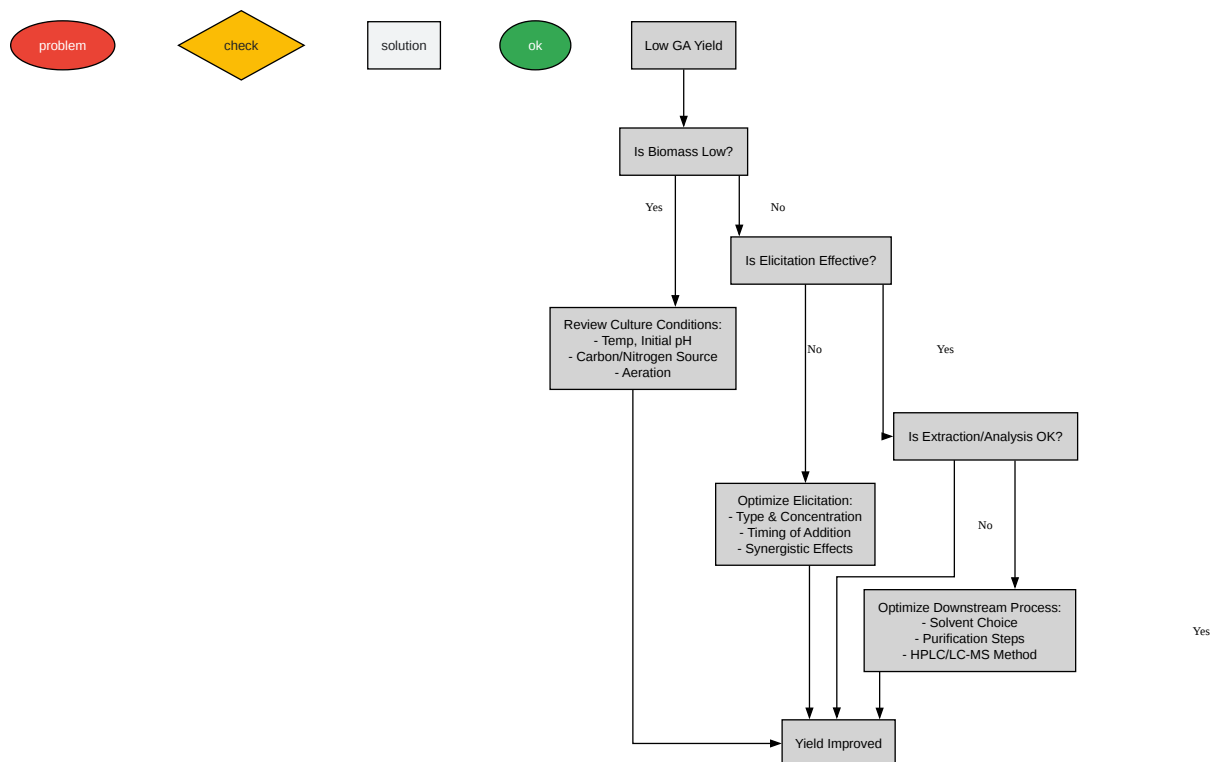 problem
check
solution
ok
Low GA Yield
Is Biomass Low?
Yes
No
Is Elicitation Effective?
Review Culture Conditions:
- Temp, Initial pH
- Carbon/Nitrogen Source
- Aeration
No
Yes
Is Extraction/Analysis OK?
Optimize Elicitation:
- Type & Concentration
- Timing of Addition
- Synergistic Effects
No
Optimize Downstream Process:
- Solvent Choice
- Purification Steps
- HPLC/LC-MS Method
Yes
Yield Improved